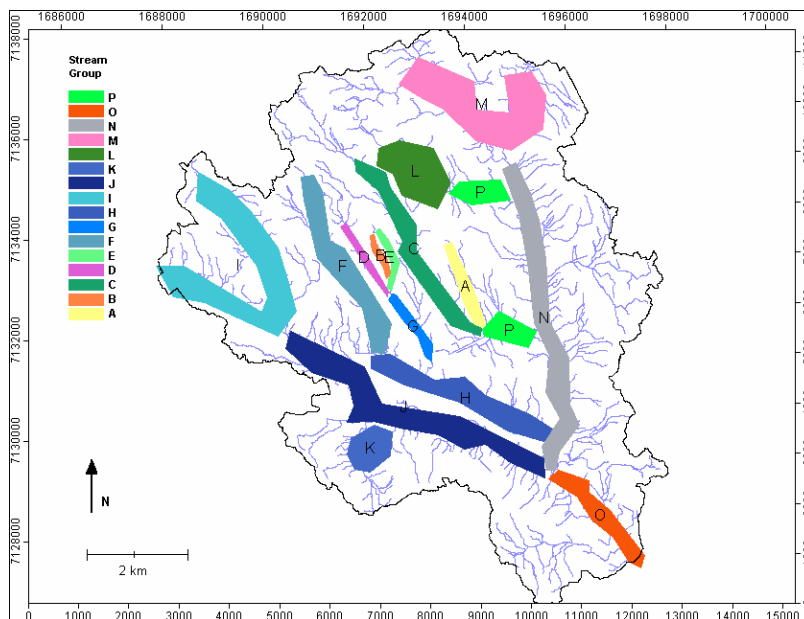 1686000 1688000 1690000 1692000 1694000 1696000 1698000 1700000
7138000
7136000
7134000
7132000
7130000
7128000
Stream
Group
P
O
N
M
L
K
J
I
H
G
F
E
D
C
B
A
M
L
P
I
F
D
B
E
C
A
G
P
N
H
J
K
O
N
2 km
0 1000 2000 3000 4000 5000 6000 7000 8000 9000 10000 11000 12000 13000 14000 15000